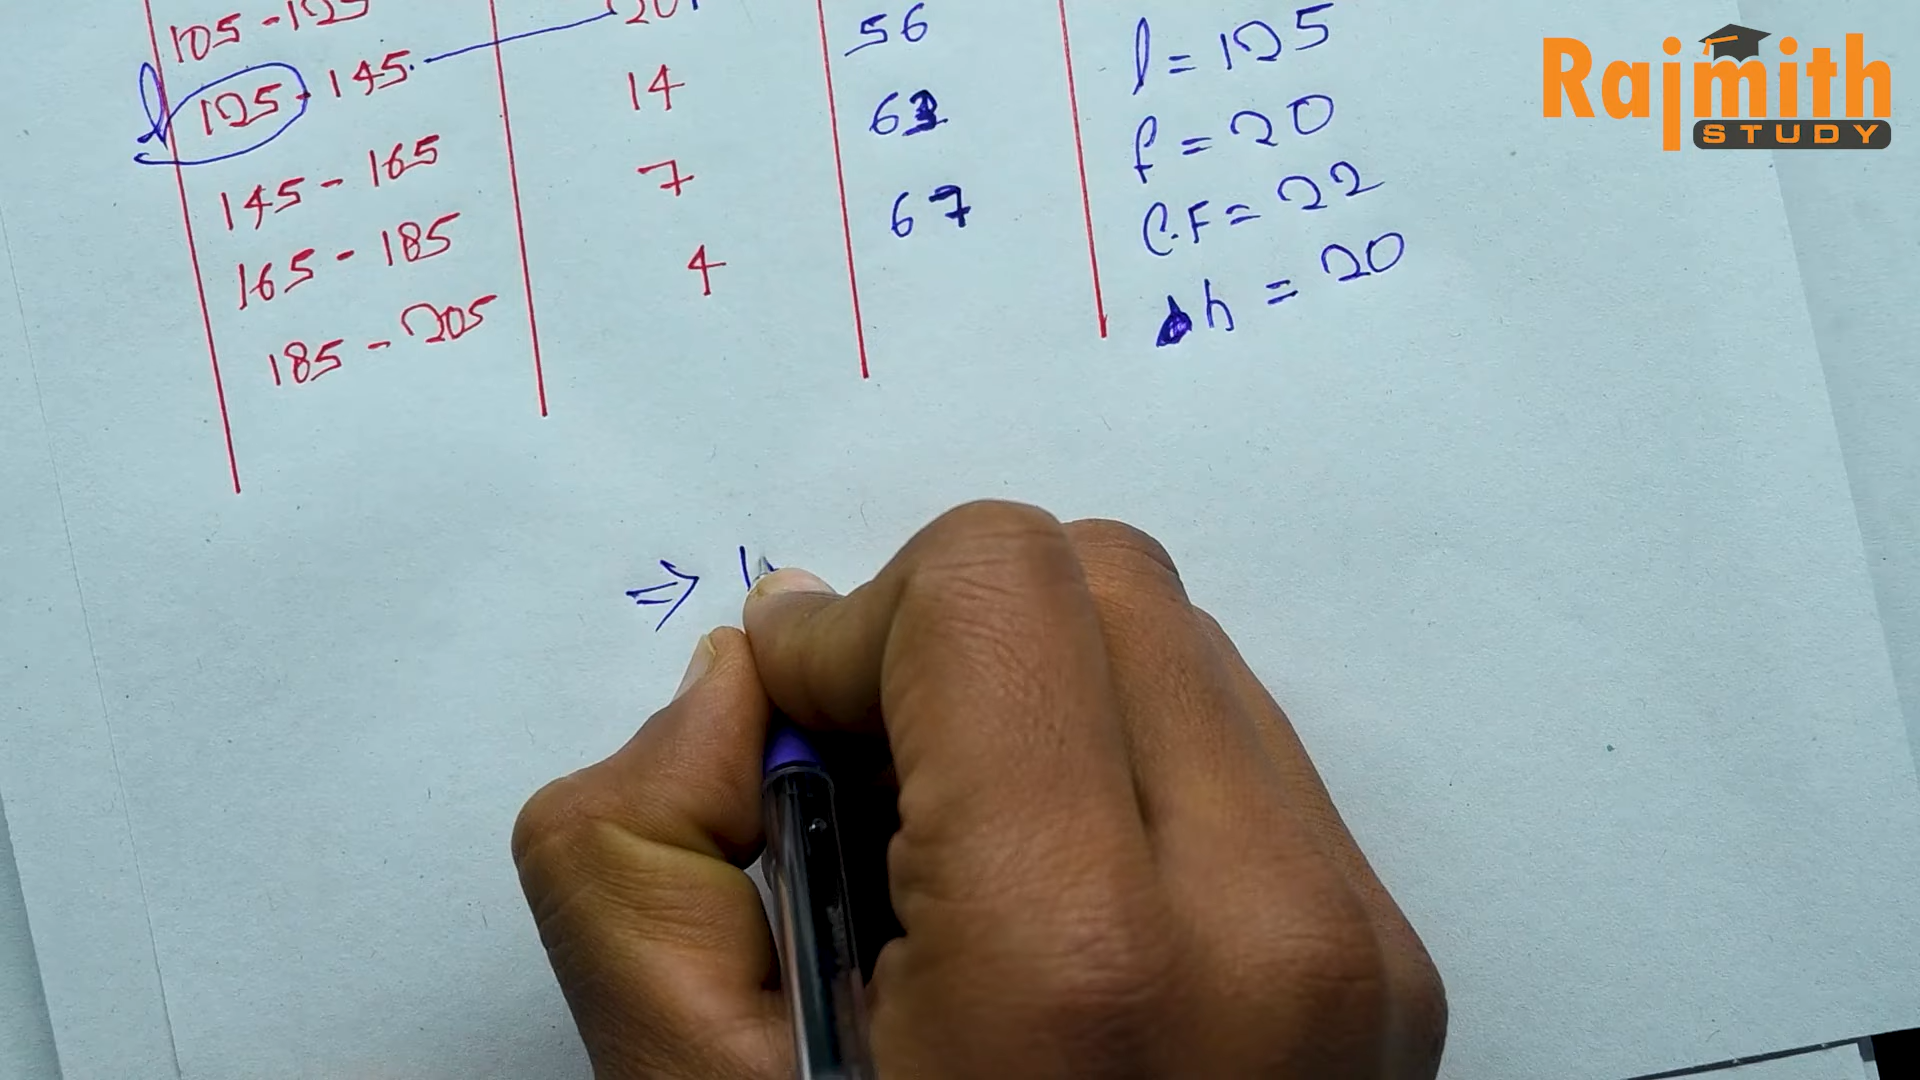 105 - 125 20 56 l = 125
l 125 - 145 14 63 f = 20
145 - 165 7 67 C.F = 22
165 - 185 4 h = 20
185 - 205
⇒
Rajmith
STUDY